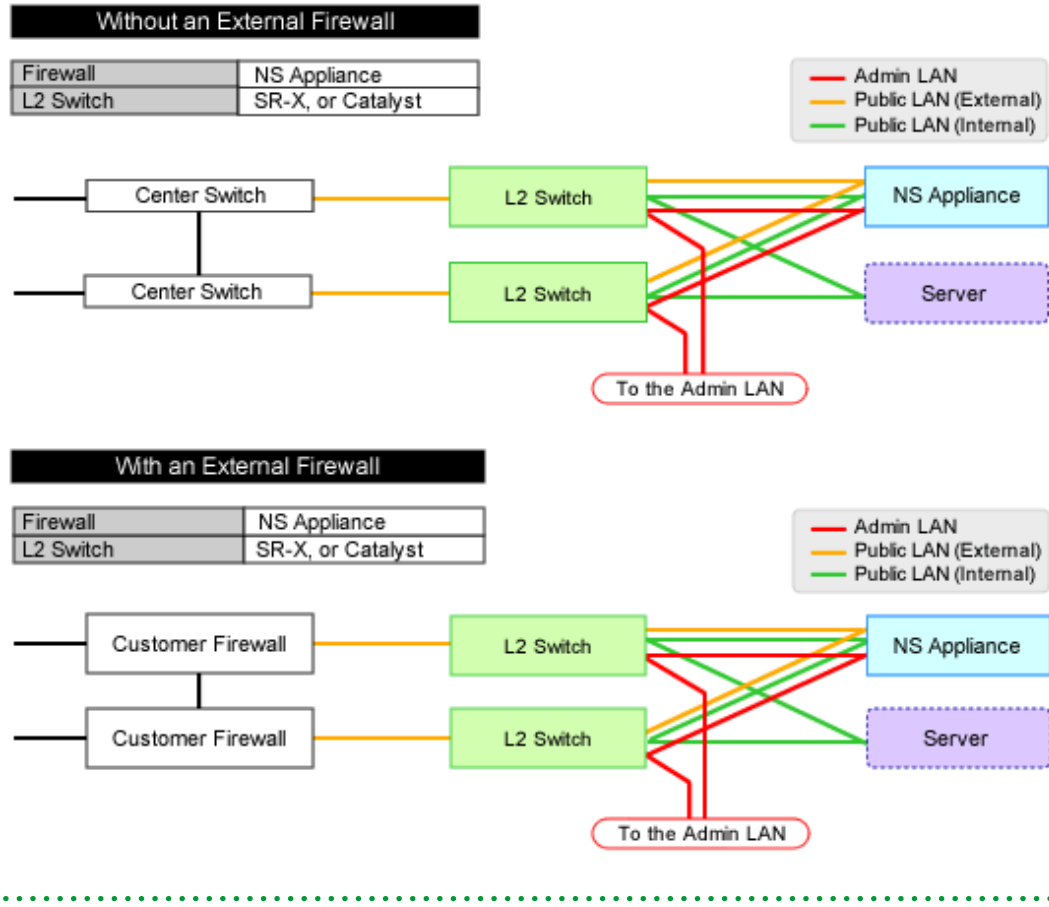 Without an External Firewall
Firewall NS Appliance
L2 Switch SR-X, or Catalyst
Admin LAN
Public LAN (External)
Public LAN (Internal)
Center Switch
L2 Switch
NS Appliance
Center Switch
L2 Switch
Server
To the Admin LAN
With an External Firewall
Firewall NS Appliance
L2 Switch SR-X, or Catalyst
Admin LAN
Public LAN (External)
Public LAN (Internal)
Customer Firewall
L2 Switch
NS Appliance
Customer Firewall
L2 Switch
Server
To the Admin LAN